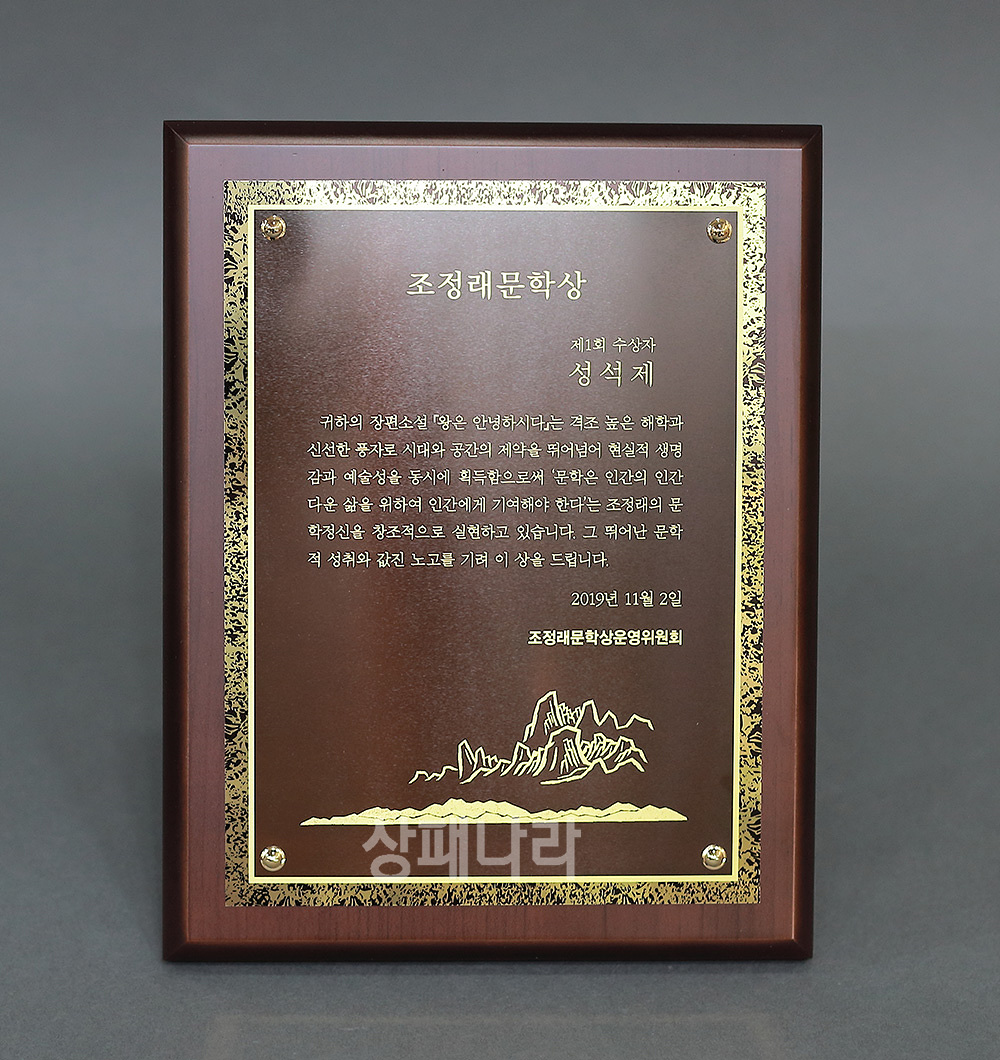 조정래문학상
제1회 수상자
성석제
귀하의 장편소설 「왕은 안녕하시다」는 격조 높은 해학과
신선한 풍자로 시대와 공간의 제약을 뛰어넘어 현실적 생명
감과 예술성을 동시에 획득함으로써 '문학은 인간의 인간
다운 삶을 위하여 인간에게 기여해야 한다'는 조정래의 문
학정신을 창조적으로 실현하고 있습니다. 그 뛰어난 문학
적 성취와 값진 노고를 기려 이 상을 드립니다.
2019년 11월 2일
조정래문학상운영위원회
상패나라